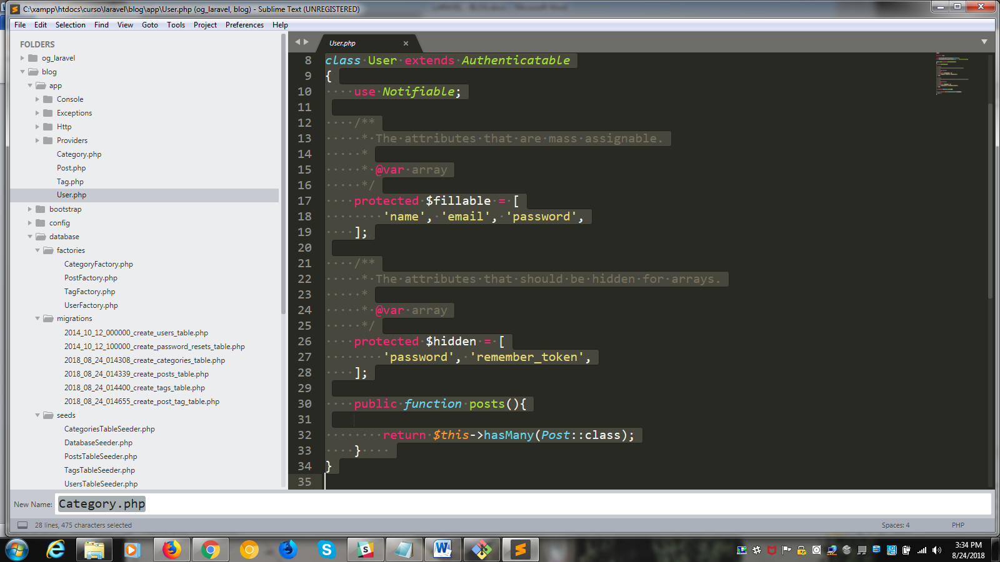 C:\xampp\htdocs\curso\laravel\blog\app\User.php (og_laravel, blog) - Sublime Text (UNREGISTERED)
File Edit Selection Find View Goto Tools Project Preferences Help
FOLDERS
og_laravel
blog
app
Console
Exceptions
Http
Providers
Category.php
Post.php
Tag.php
User.php
bootstrap
config
database
factories
CategoryFactory.php
PostFactory.php
TagFactory.php
UserFactory.php
migrations
2014_10_12_000000_create_users_table.php
2014_10_12_100000_create_password_resets_table.php
2018_08_24_014308_create_categories_table.php
2018_08_24_014339_create_posts_table.php
2018_08_24_014400_create_tags_table.php
2018_08_24_014655_create_post_tag_table.php
seeds
CategoriesTableSeeder.php
DatabaseSeeder.php
PostsTableSeeder.php
TagsTableSeeder.php
UsersTableSeeder.php
User.php
8 class User extends Authenticatable
9 {
10     use Notifiable;
11
12     /**
13      * The attributes that are mass assignable.
14      *
15      * @var array
16      */
17     protected $fillable = [
18         'name', 'email', 'password',
19     ];
20
21     /**
22      * The attributes that should be hidden for arrays.
23      *
24      * @var array
25      */
26     protected $hidden = [
27         'password', 'remember_token',
28     ];
29
30     public function posts(){
31
32         return $this->hasMany(Post::class);
33     }
34 }
35
New Name: Category.php
28 lines, 475 characters selected
Spaces: 4
PHP
3:34 PM
8/24/2018